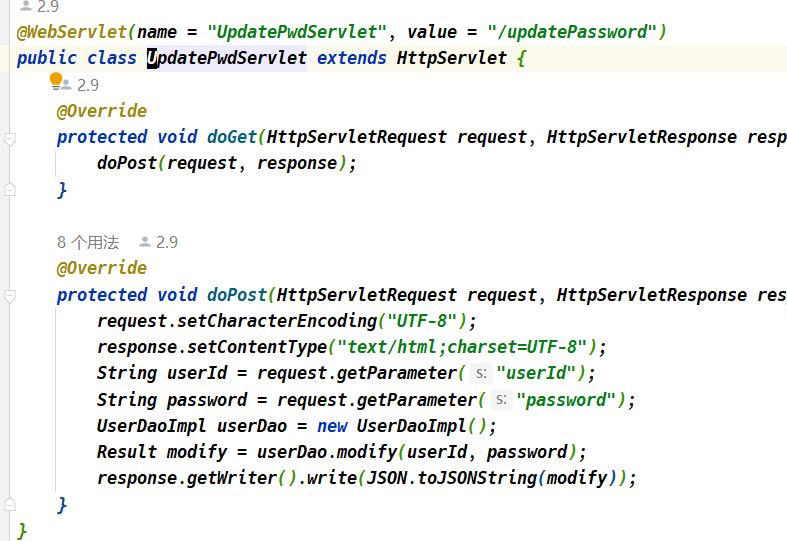 2.9
@WebServlet(name = "UpdatePwdServlet", value = "/updatePassword")
public class UpdatePwdServlet extends HttpServlet {
2.9
@Override
protected void doGet(HttpServletRequest request, HttpServletResponse resp
doPost(request, response);
}
8 个用法 2.9
@Override
protected void doPost(HttpServletRequest request, HttpServletResponse res
request.setCharacterEncoding("UTF-8");
response.setContentType("text/html;charset=UTF-8");
String userId = request.getParameter( s: "userId");
String password = request.getParameter( s: "password");
UserDaoImpl userDao = new UserDaoImpl();
Result modify = userDao.modify(userId, password);
response.getWriter().write(JSON.toJSONString(modify));
}
}